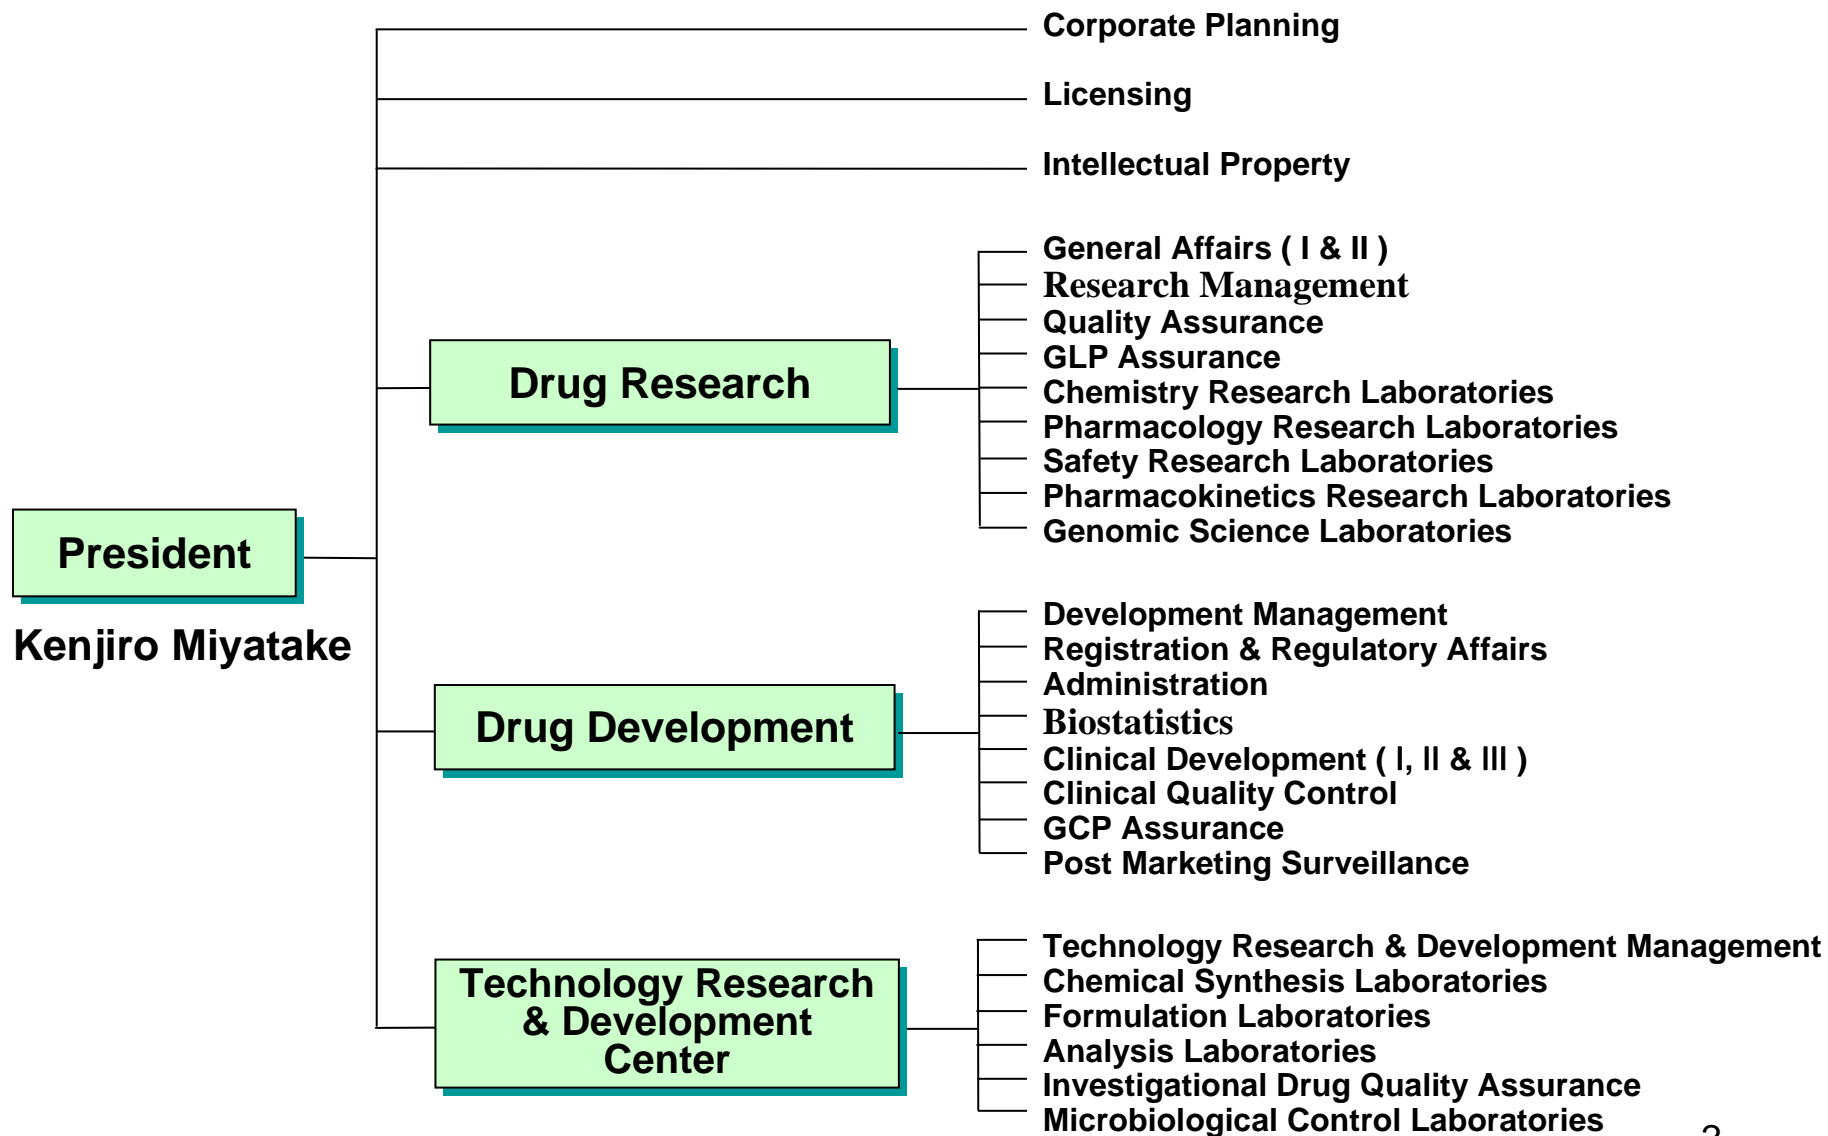 Corporate Planning
Licensing
Intellectual Property
General Affairs ( I & II )
Research Management
Quality Assurance
GLP Assurance
Drug Research
Chemistry Research Laboratories
Pharmacology Research Laboratories
Safety Research Laboratories
Pharmacokinetics Research Laboratories
Genomic Science Laboratories
President
Kenjiro Miyatake
Development Management
Registration & Regulatory Affairs
Administration
Biostatistics
Drug Development
Clinical Development ( I, II & III )
Clinical Quality Control
GCP Assurance
Post Marketing Surveillance
Technology Research
& Development
Center
Technology Research & Development Management
Chemical Synthesis Laboratories
Formulation Laboratories
Analysis Laboratories
Investigational Drug Quality Assurance
Microbiological Control Laboratories